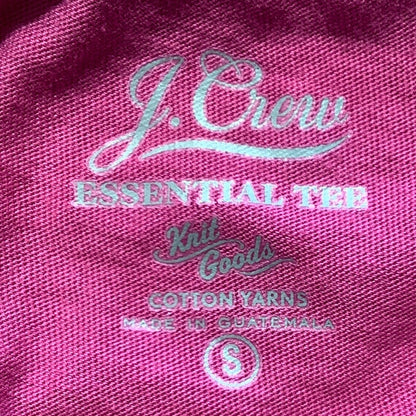 J. Crew
ESSENTIAL TEE
Knit
Goods
COTTON YARNS
MADE IN GUATEMALA
S